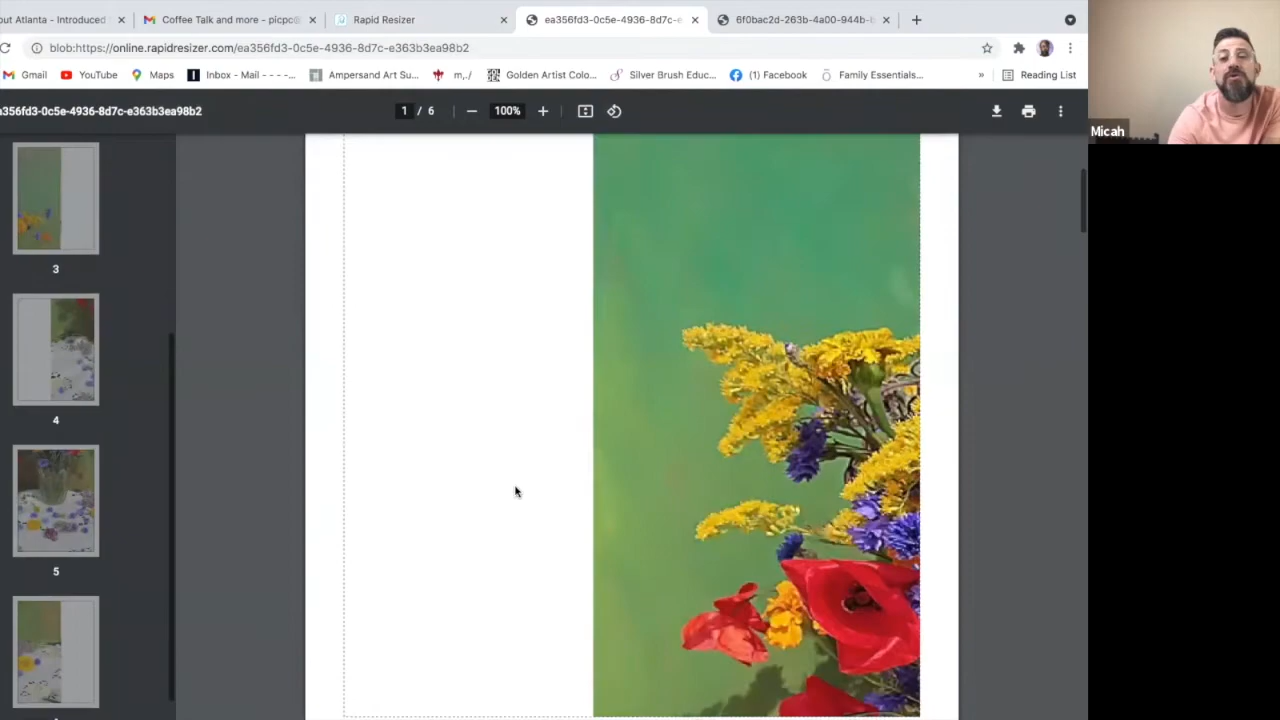 out Atlanta - Introduced
Coffee Talk and more - picpc@
Rapid Resizer
ea356fd3-0c5e-4936-8d7c-e
6f0bac2d-263b-4a00-944b-b
blob:https://online.rapidresizer.com/ea356fd3-0c5e-4936-8d7c-e363b3ea98b2
Gmail
YouTube
Maps
Inbox - Mail - - - -...
Ampersand Art Su...
m,./
Golden Artist Colo...
Silver Brush Educ...
(1) Facebook
Family Essentials...
»
Reading List
a356fd3-0c5e-4936-8d7c-e363b3ea98b2
1 / 6
100%
Micah
3
4
5